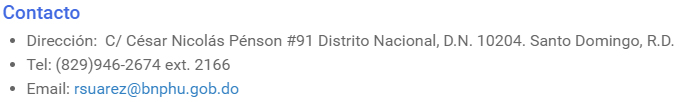 Contacto
Dirección:  C/ César Nicolás Pénson #91 Distrito Nacional, D.N. 10204. Santo Domingo, R.D.
Tel: (829)946-2674 ext. 2166
Email: rsuarez@bnphu.gob.do